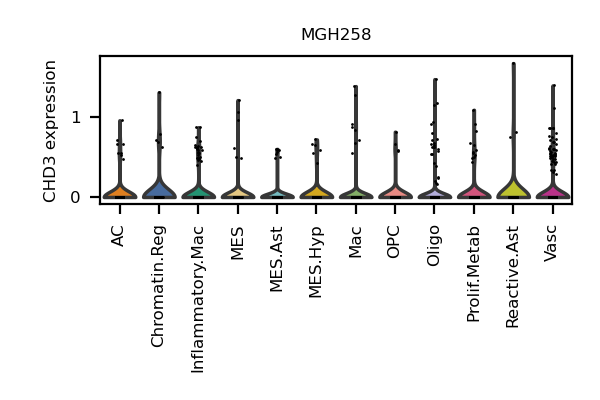 MGH258
CHD3 expression
1
0
AC
Chromatin.Reg
Inflammatory.Mac
MES
MES.Ast
MES.Hyp
Mac
OPC
Oligo
Prolif.Metab
Reactive.Ast
Vasc